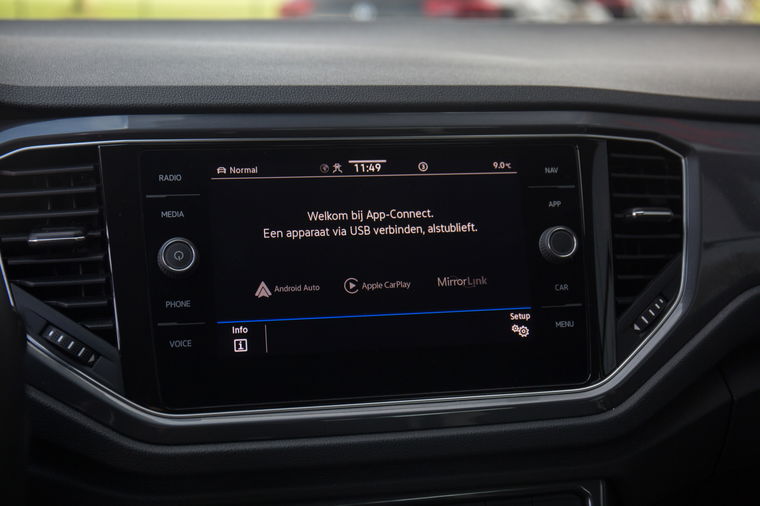 RADIO
MEDIA
PHONE
VOICE
Normal
11:49
3
9.0°C
Welkom bij App-Connect.
Een apparaat via USB verbinden, alstublieft.
Android Auto
Apple CarPlay
MirrorLink
Info
i
Setup
NAV
APP
CAR
MENU